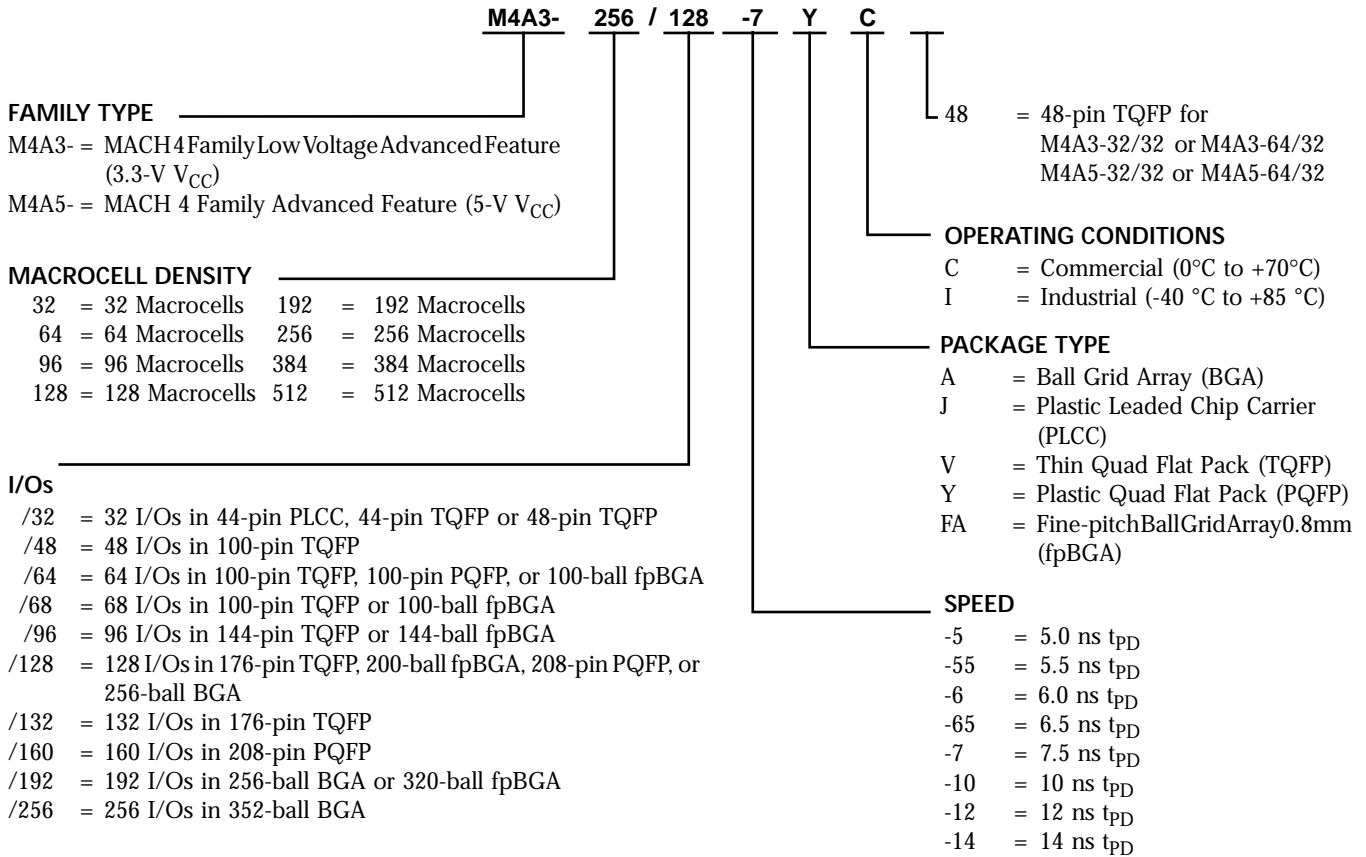 M4A3- 256 / 128 -7 Y C
FAMILY TYPE
M4A3- = MACH 4 Family Low Voltage Advanced Feature
(3.3-V VCC)
M4A5- = MACH 4 Family Advanced Feature (5-V VCC)
MACROCELL DENSITY
32 = 32 Macrocells 192 = 192 Macrocells
64 = 64 Macrocells 256 = 256 Macrocells
96 = 96 Macrocells 384 = 384 Macrocells
128 = 128 Macrocells 512 = 512 Macrocells
I/Os
/32 = 32 I/Os in 44-pin PLCC, 44-pin TQFP or 48-pin TQFP
/48 = 48 I/Os in 100-pin TQFP
/64 = 64 I/Os in 100-pin TQFP, 100-pin PQFP, or 100-ball fpBGA
/68 = 68 I/Os in 100-pin TQFP or 100-ball fpBGA
/96 = 96 I/Os in 144-pin TQFP or 144-ball fpBGA
/128 = 128 I/Os in 176-pin TQFP, 200-ball fpBGA, 208-pin PQFP, or
256-ball BGA
/132 = 132 I/Os in 176-pin TQFP
/160 = 160 I/Os in 208-pin PQFP
/192 = 192 I/Os in 256-ball BGA or 320-ball fpBGA
/256 = 256 I/Os in 352-ball BGA
48 = 48-pin TQFP for
M4A3-32/32 or M4A3-64/32
M4A5-32/32 or M4A5-64/32
OPERATING CONDITIONS
C = Commercial (0°C to +70°C)
I = Industrial (-40 °C to +85 °C)
PACKAGE TYPE
A = Ball Grid Array (BGA)
J = Plastic Leaded Chip Carrier
(PLCC)
V = Thin Quad Flat Pack (TQFP)
Y = Plastic Quad Flat Pack (PQFP)
FA = Fine-pitch Ball Grid Array 0.8mm
(fpBGA)
SPEED
-5 = 5.0 ns tPD
-55 = 5.5 ns tPD
-6 = 6.0 ns tPD
-65 = 6.5 ns tPD
-7 = 7.5 ns tPD
-10 = 10 ns tPD
-12 = 12 ns tPD
-14 = 14 ns tPD